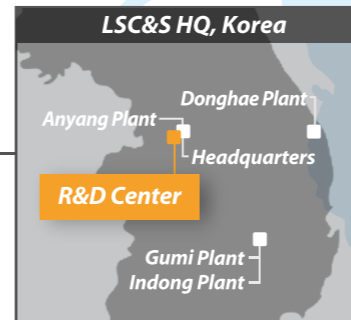 LSC&S HQ, Korea
Donghae Plant
Anyang Plant
Headquarters
R&D Center
Gumi Plant
Indong Plant